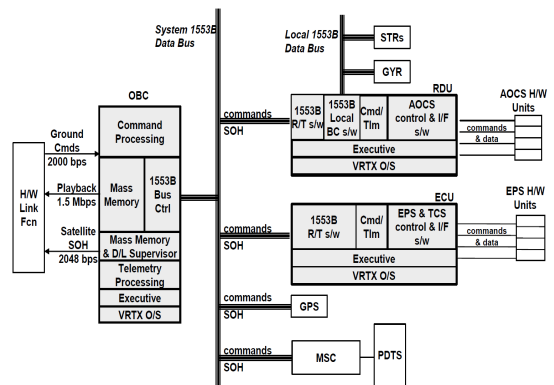 System 1553B
Data Bus
Local 1553B
Data Bus
STRs
GYR
OBC
Command
Processing
Mass
Memory
1553B
Bus
Ctrl
Mass Memory
& D/L Supervisor
Telemetry
Processing
Executive
VRTX O/S
H/W
Link
Fcn
Ground
Cmds
2000 bps
Playback
1.5 Mbps
Satellite
SOH
2048 bps
RDU
commands
SOH
1553B
R/T s/w
1553B
Local
BC s/w
Cmd/
Tlm
AOCS
control & I/F
s/w
Executive
VRTX O/S
AOCS H/W
Units
commands
& data
ECU
commands
SOH
1553B
R/T s/w
Cmd/
Tlm
EPS & TCS
control & I/F
s/w
Executive
VRTX O/S
EPS H/W
Units
commands
& data
commands
SOH
GPS
commands
SOH
MSC
PDTS